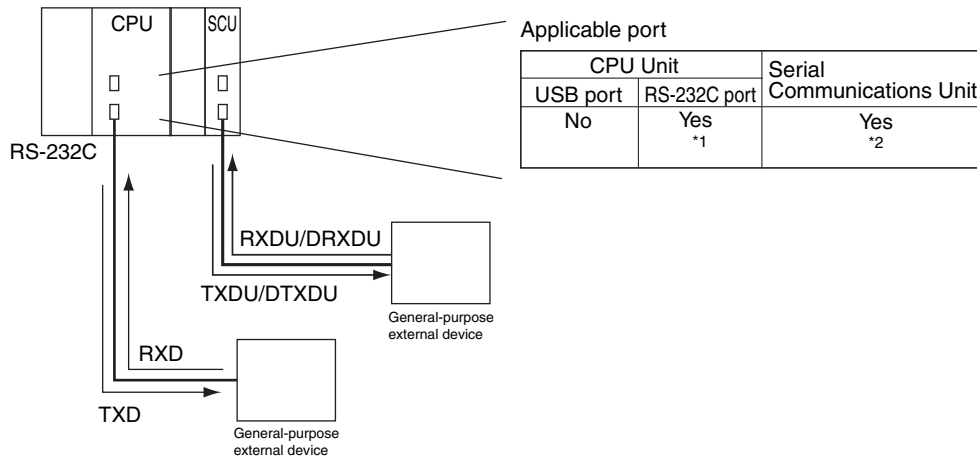 CPU
SCU
RS-232C
Applicable port
CPU Unit
Serial
Communications Unit
USB port
RS-232C port
No
Yes
*1
Yes
*2
RXDU/DRXDU
TXDU/DTXDU
General-purpose
external device
RXD
TXD
General-purpose
external device